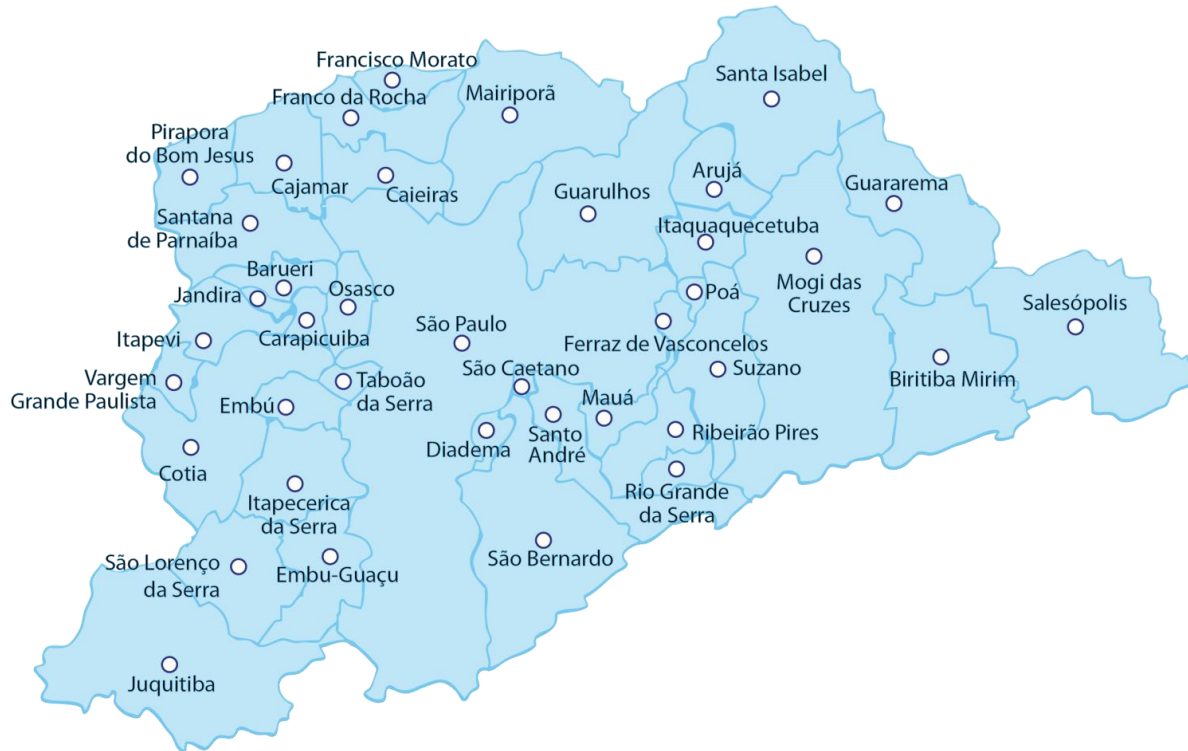 Francisco Morato
Franco da Rocha
Mairiporã
Santa Isabel
Pirapora
do Bom Jesus
Cajamar
Caieiras
Guarulhos
Arujá
Guararema
Santana
de Parnaíba
Itaquaquecetuba
Barueri
Jandira
Osasco
Poá
Mogi das
Cruzes
Salesópolis
Itapevi
Carapicuiba
São Paulo
Ferraz de Vasconcelos
Vargem
Grande Paulista
Taboão
da Serra
São Caetano
Suzano
Biritiba Mirim
Embú
Mauá
Diadema
Santo
André
Ribeirão Pires
Cotia
Itapecerica
da Serra
Rio Grande
da Serra
São Lorenço
da Serra
Embu-Guaçu
São Bernardo
Juquitiba